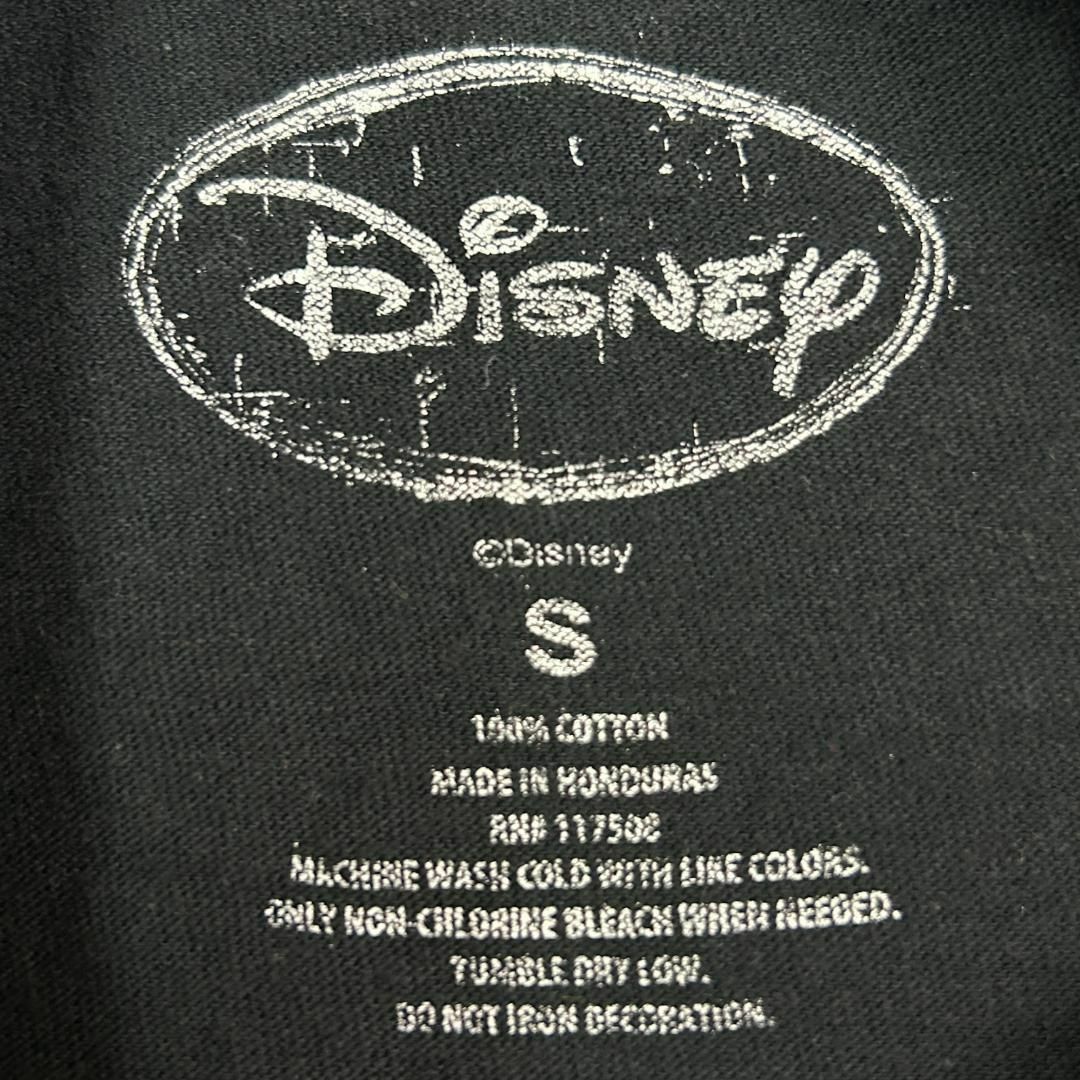 Disney
©Disney
S
100% COTTON
MADE IN HONDURAS
RN# 117508
MACHINE WASH COLD WITH LIKE COLORS.
ONLY NON-CHLORINE BLEACH WHEN NEEDED.
TUMBLE DRY LOW.
DO NOT IRON DECORATION.